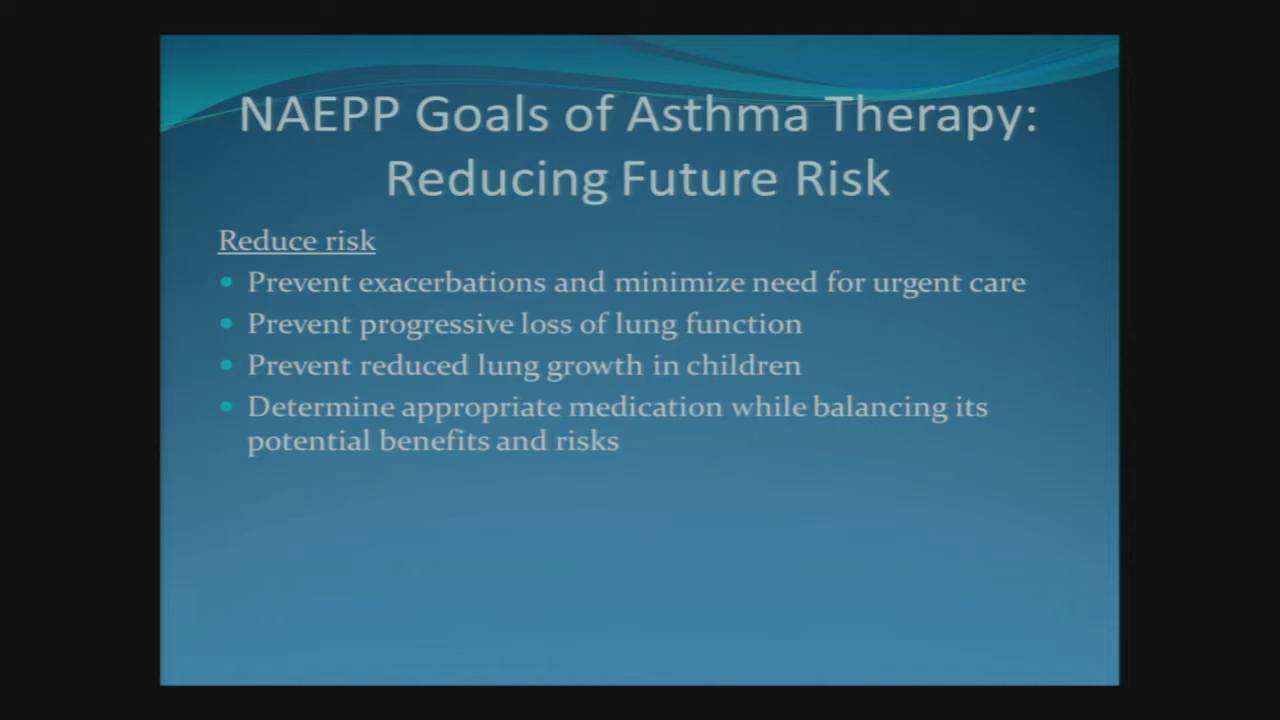 NAEPP Goals of Asthma Therapy:
Reducing Future Risk
Reduce risk
• Prevent exacerbations and minimize need for urgent care
• Prevent progressive loss of lung function
• Prevent reduced lung growth in children
• Determine appropriate medication while balancing its
potential benefits and risks